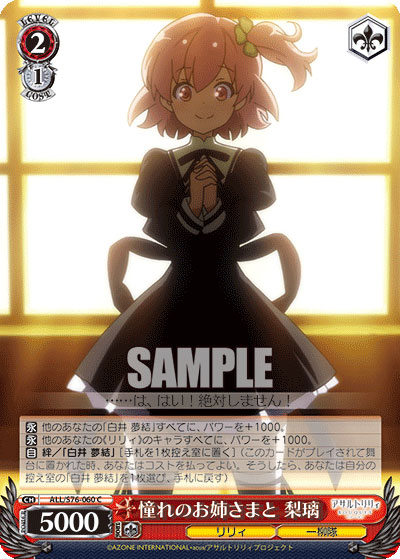 LEVEL
2
1
COST
SAMPLE
……は、はい！絶対しません！
永 他のあなたの「白井 夢結」すべてに、パワーを＋1000。
永 他のあなたの《リリィ》のキャラすべてに、パワーを＋1000。
自 絆／「白井 夢結」［手札を1枚控え室に置く］（このカードがプレイされて舞台に置かれた時、あなたはコストを払ってよい。そうしたら、あなたは自分の控え室の「白井 夢結」を1枚選び、手札に戻す）
CH ALL/S76-060 C
5000
憧れのお姉さまと 梨璃
アサルトリリィ
リリィ
一柳隊
©AZONE INTERNATIONAL・acus/アサルトリリィプロジェクト